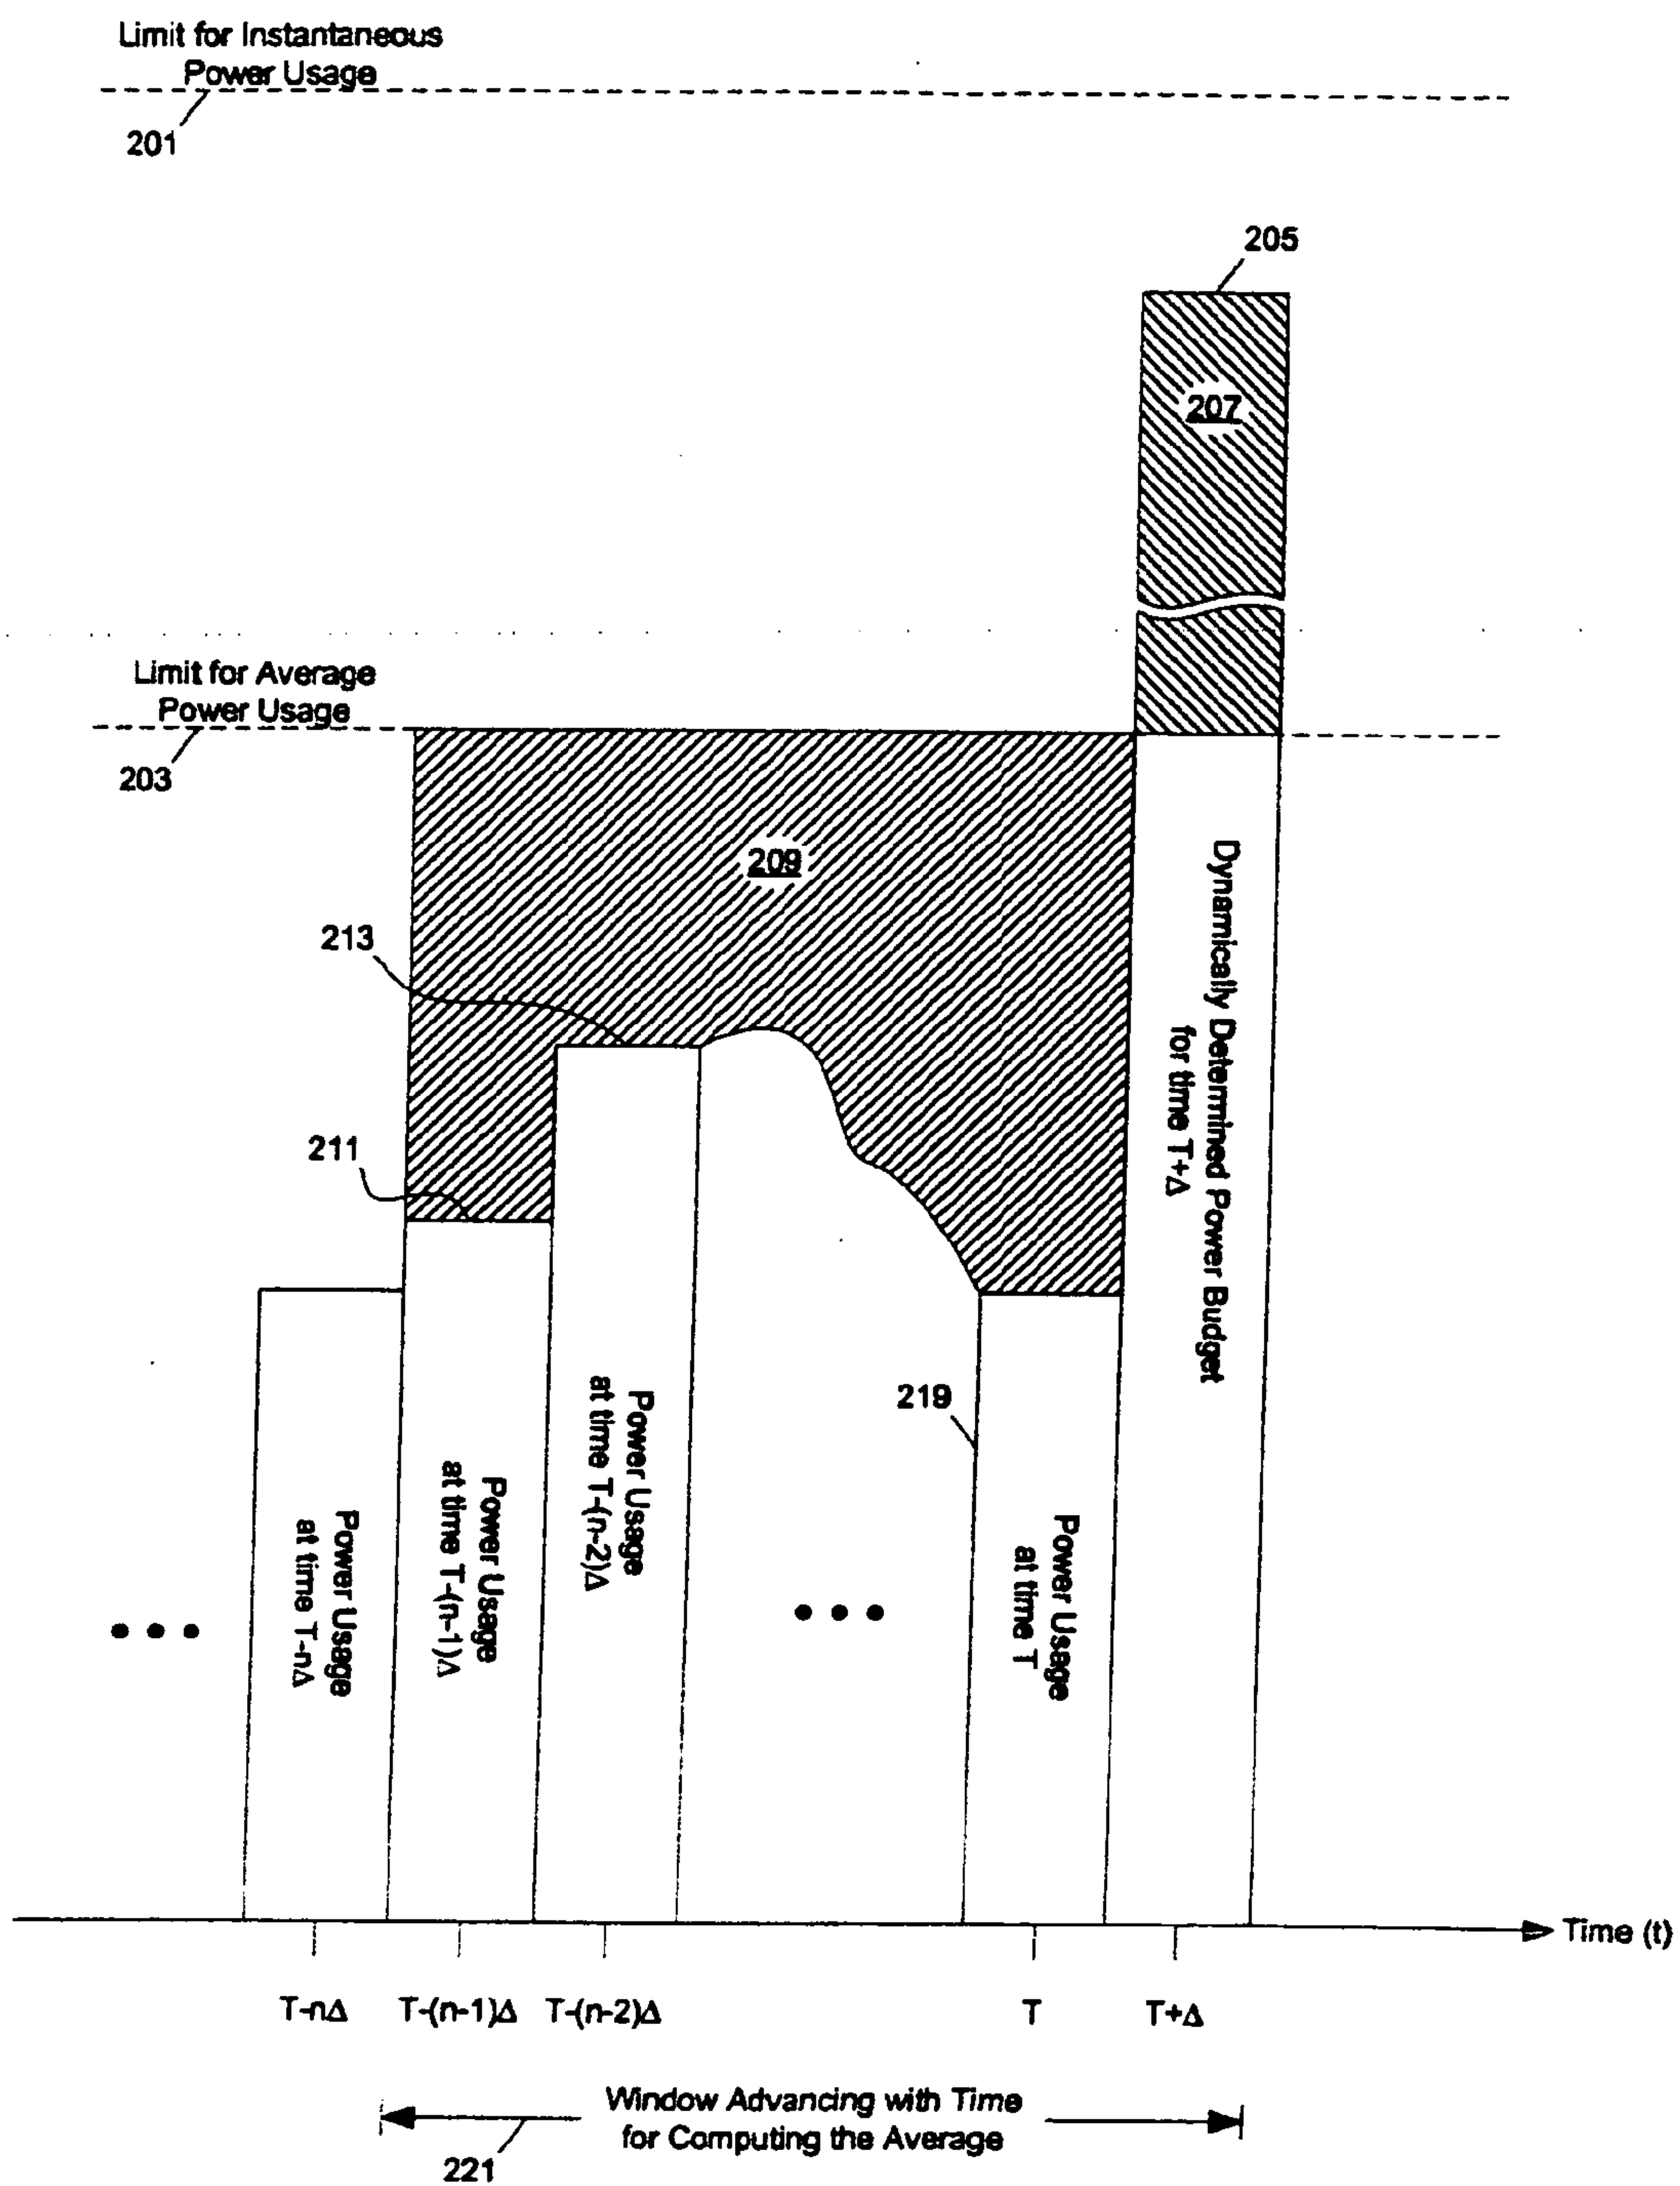 Limit for Instantaneous
Power Usage
201
205
207
Limit for Average
Power Usage
203
209
213
211
219
Power Usage
at time T-nΔ
Power Usage
at time T-(n-1)Δ
Power Usage
at time T-(n-2)Δ
Power Usage
at time T
Dynamically Determined Power Budget
for time T+Δ
Time (t)
T-nΔ
T-(n-1)Δ
T-(n-2)Δ
T
T+Δ
Window Advancing with Time
for Computing the Average
221